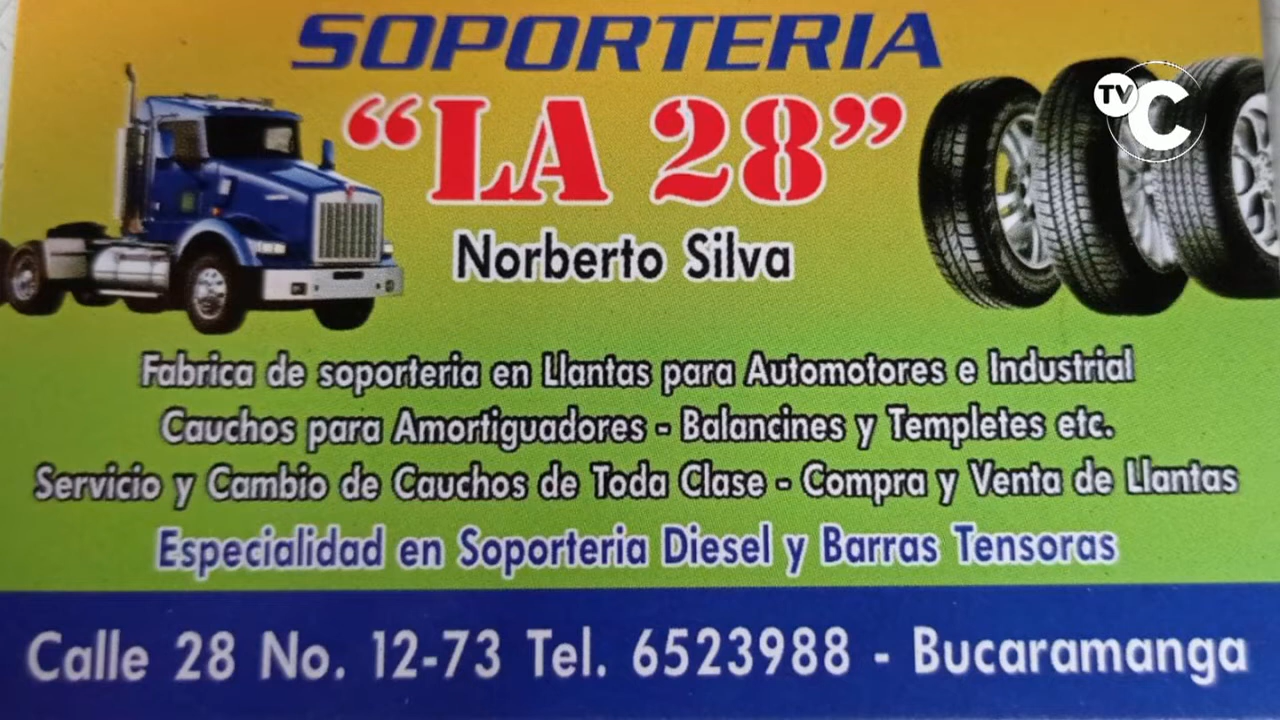 SOPORTERIA
“LA 28”
TV C
Norberto Silva
Fabrica de soporteria en Llantas para Automotores e Industrial
Cauchos para Amortiguadores - Balancines y Templetes etc.
Servicio y Cambio de Cauchos de Toda Clase - Compra y Venta de Llantas
Especialidad en Soporteria Diesel y Barras Tensoras
Calle 28 No. 12-73 Tel. 6523988 - Bucaramanga